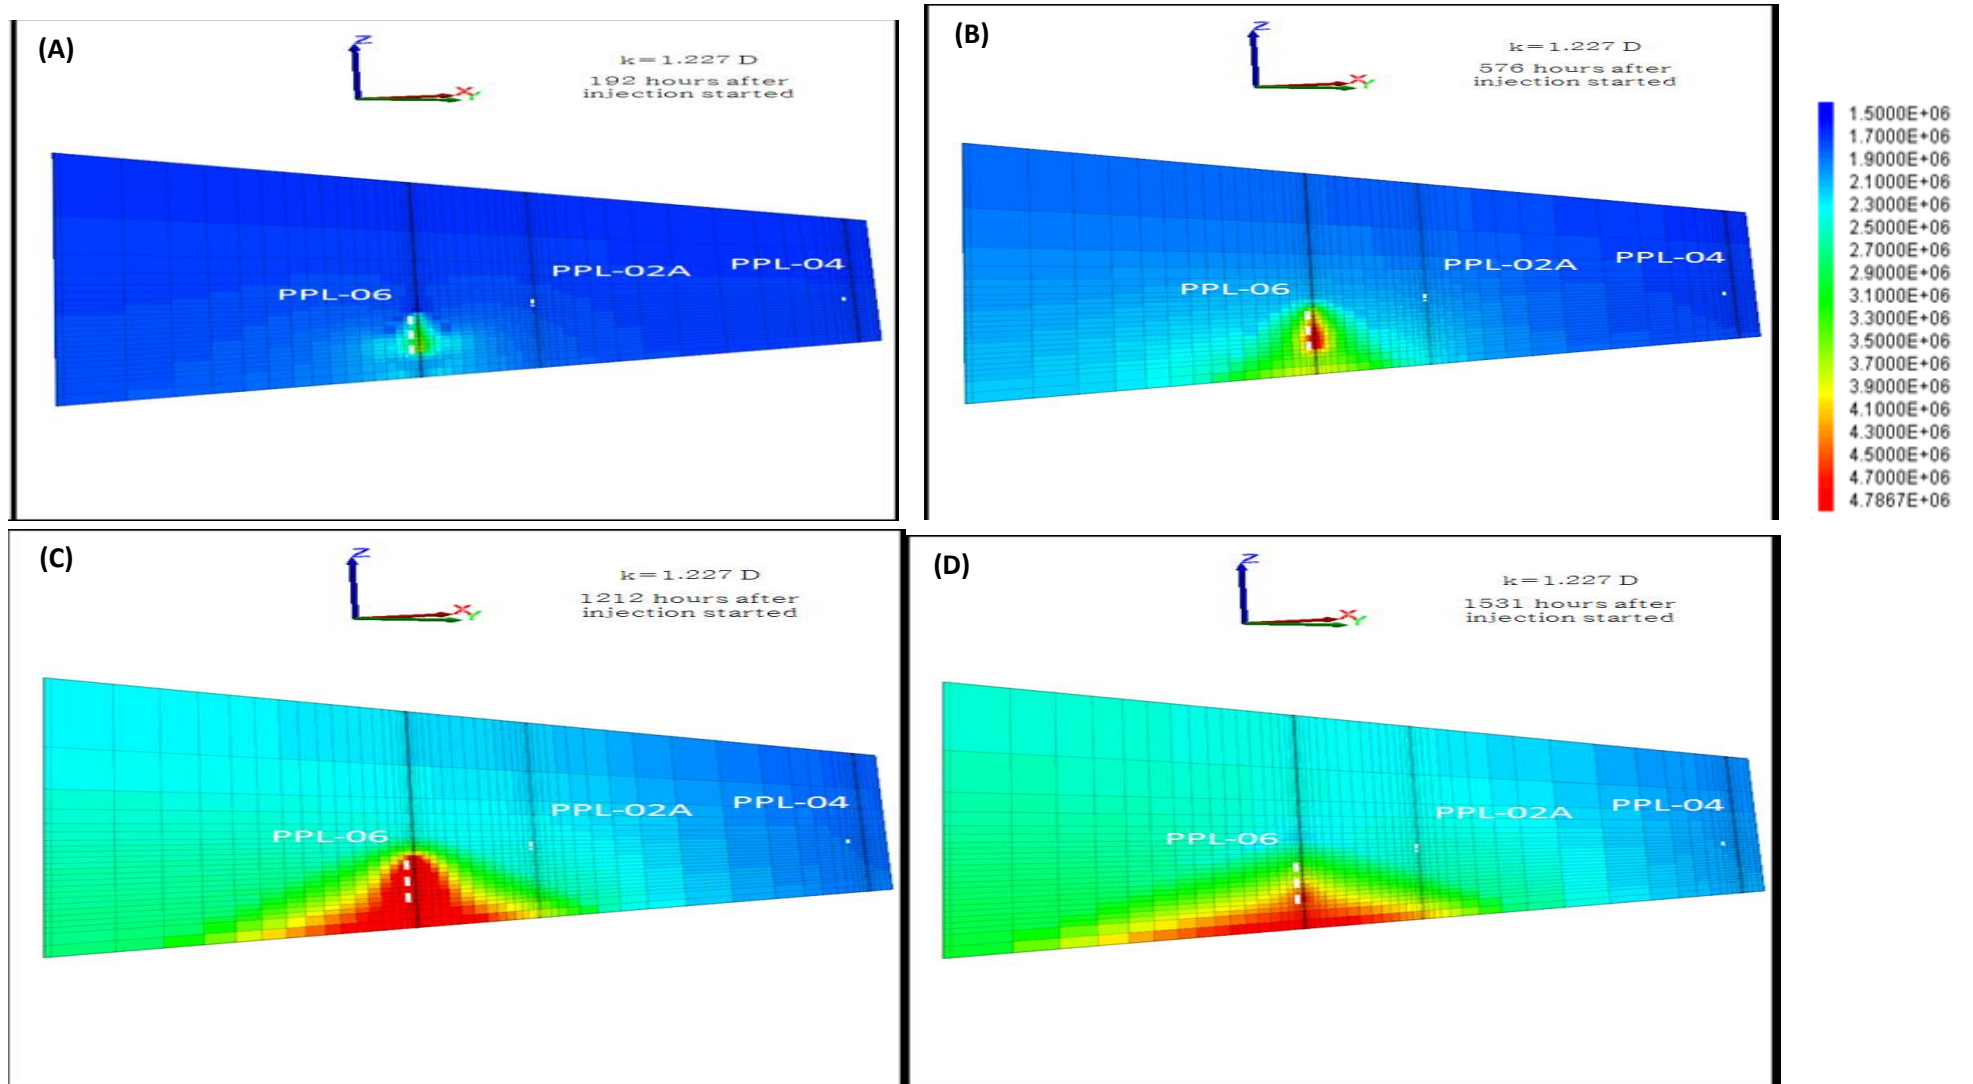 (A)
Z
X
Y
k=1.227 D
192 hours after
injection started
PPL-06
PPL-02A
PPL-04
(B)
Z
X
Y
k=1.227 D
576 hours after
injection started
PPL-06
PPL-02A
PPL-04
1.5000E+06
1.7000E+06
1.9000E+06
2.1000E+06
2.3000E+06
2.5000E+06
2.7000E+06
2.9000E+06
3.1000E+06
3.3000E+06
3.5000E+06
3.7000E+06
3.9000E+06
4.1000E+06
4.3000E+06
4.5000E+06
4.7000E+06
4.7867E+06
(C)
Z
X
Y
k=1.227 D
1212 hours after
injection started
PPL-06
PPL-02A
PPL-04
(D)
Z
X
Y
k=1.227 D
1531 hours after
injection started
PPL-06
PPL-02A
PPL-04